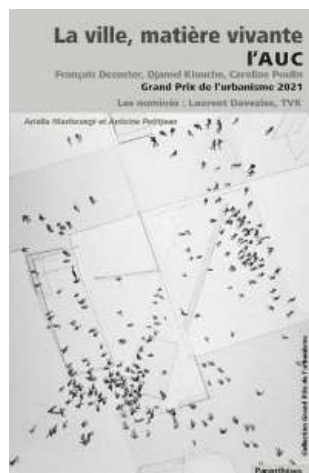 La ville, matière vivante
l'AUC
François Decoster, Djamel Klouche, Caroline Poulin
Grand Prix de l'urbanisme 2021
Les nominés : Laurent Davezies, TVK
Ariella Masboungi et Antoine Petitjean
Collection Grand Prix de l'urbanisme
Parenthèses